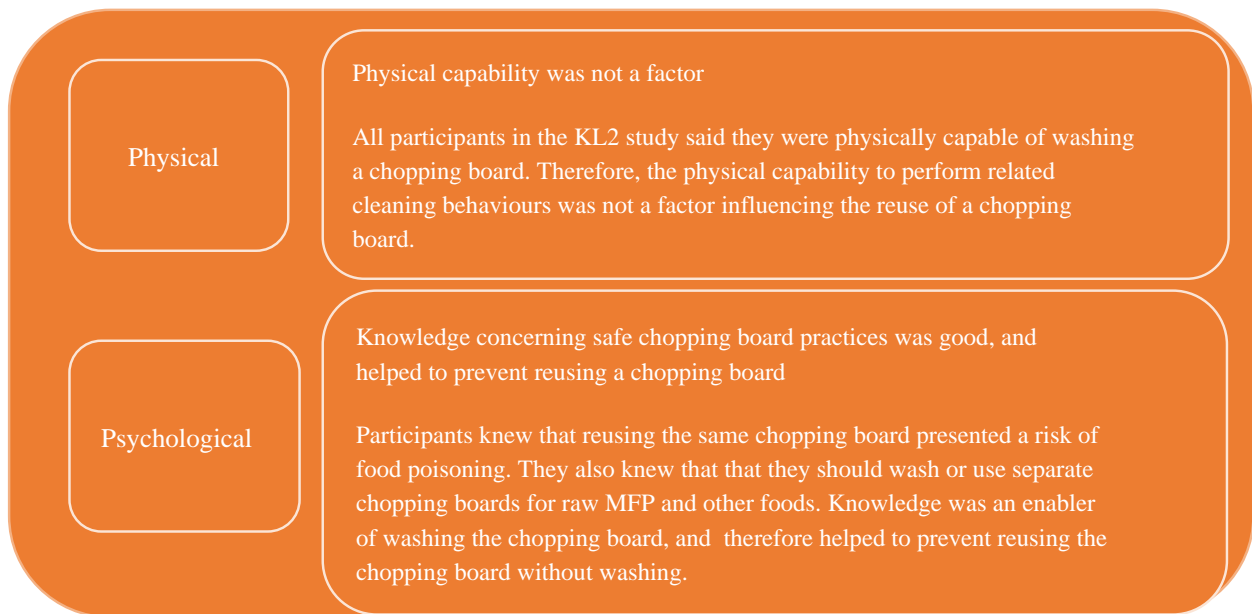 Physical
Physical capability was not a factor
All participants in the KL2 study said they were physically capable of washing
a chopping board. Therefore, the physical capability to perform related
cleaning behaviours was not a factor influencing the reuse of a chopping
board.
Psychological
Knowledge concerning safe chopping board practices was good, and
helped to prevent reusing a chopping board
Participants knew that reusing the same chopping board presented a risk of
food poisoning. They also knew that that they should wash or use separate
chopping boards for raw MFP and other foods. Knowledge was an enabler
of washing the chopping board, and  therefore helped to prevent reusing the
chopping board without washing.